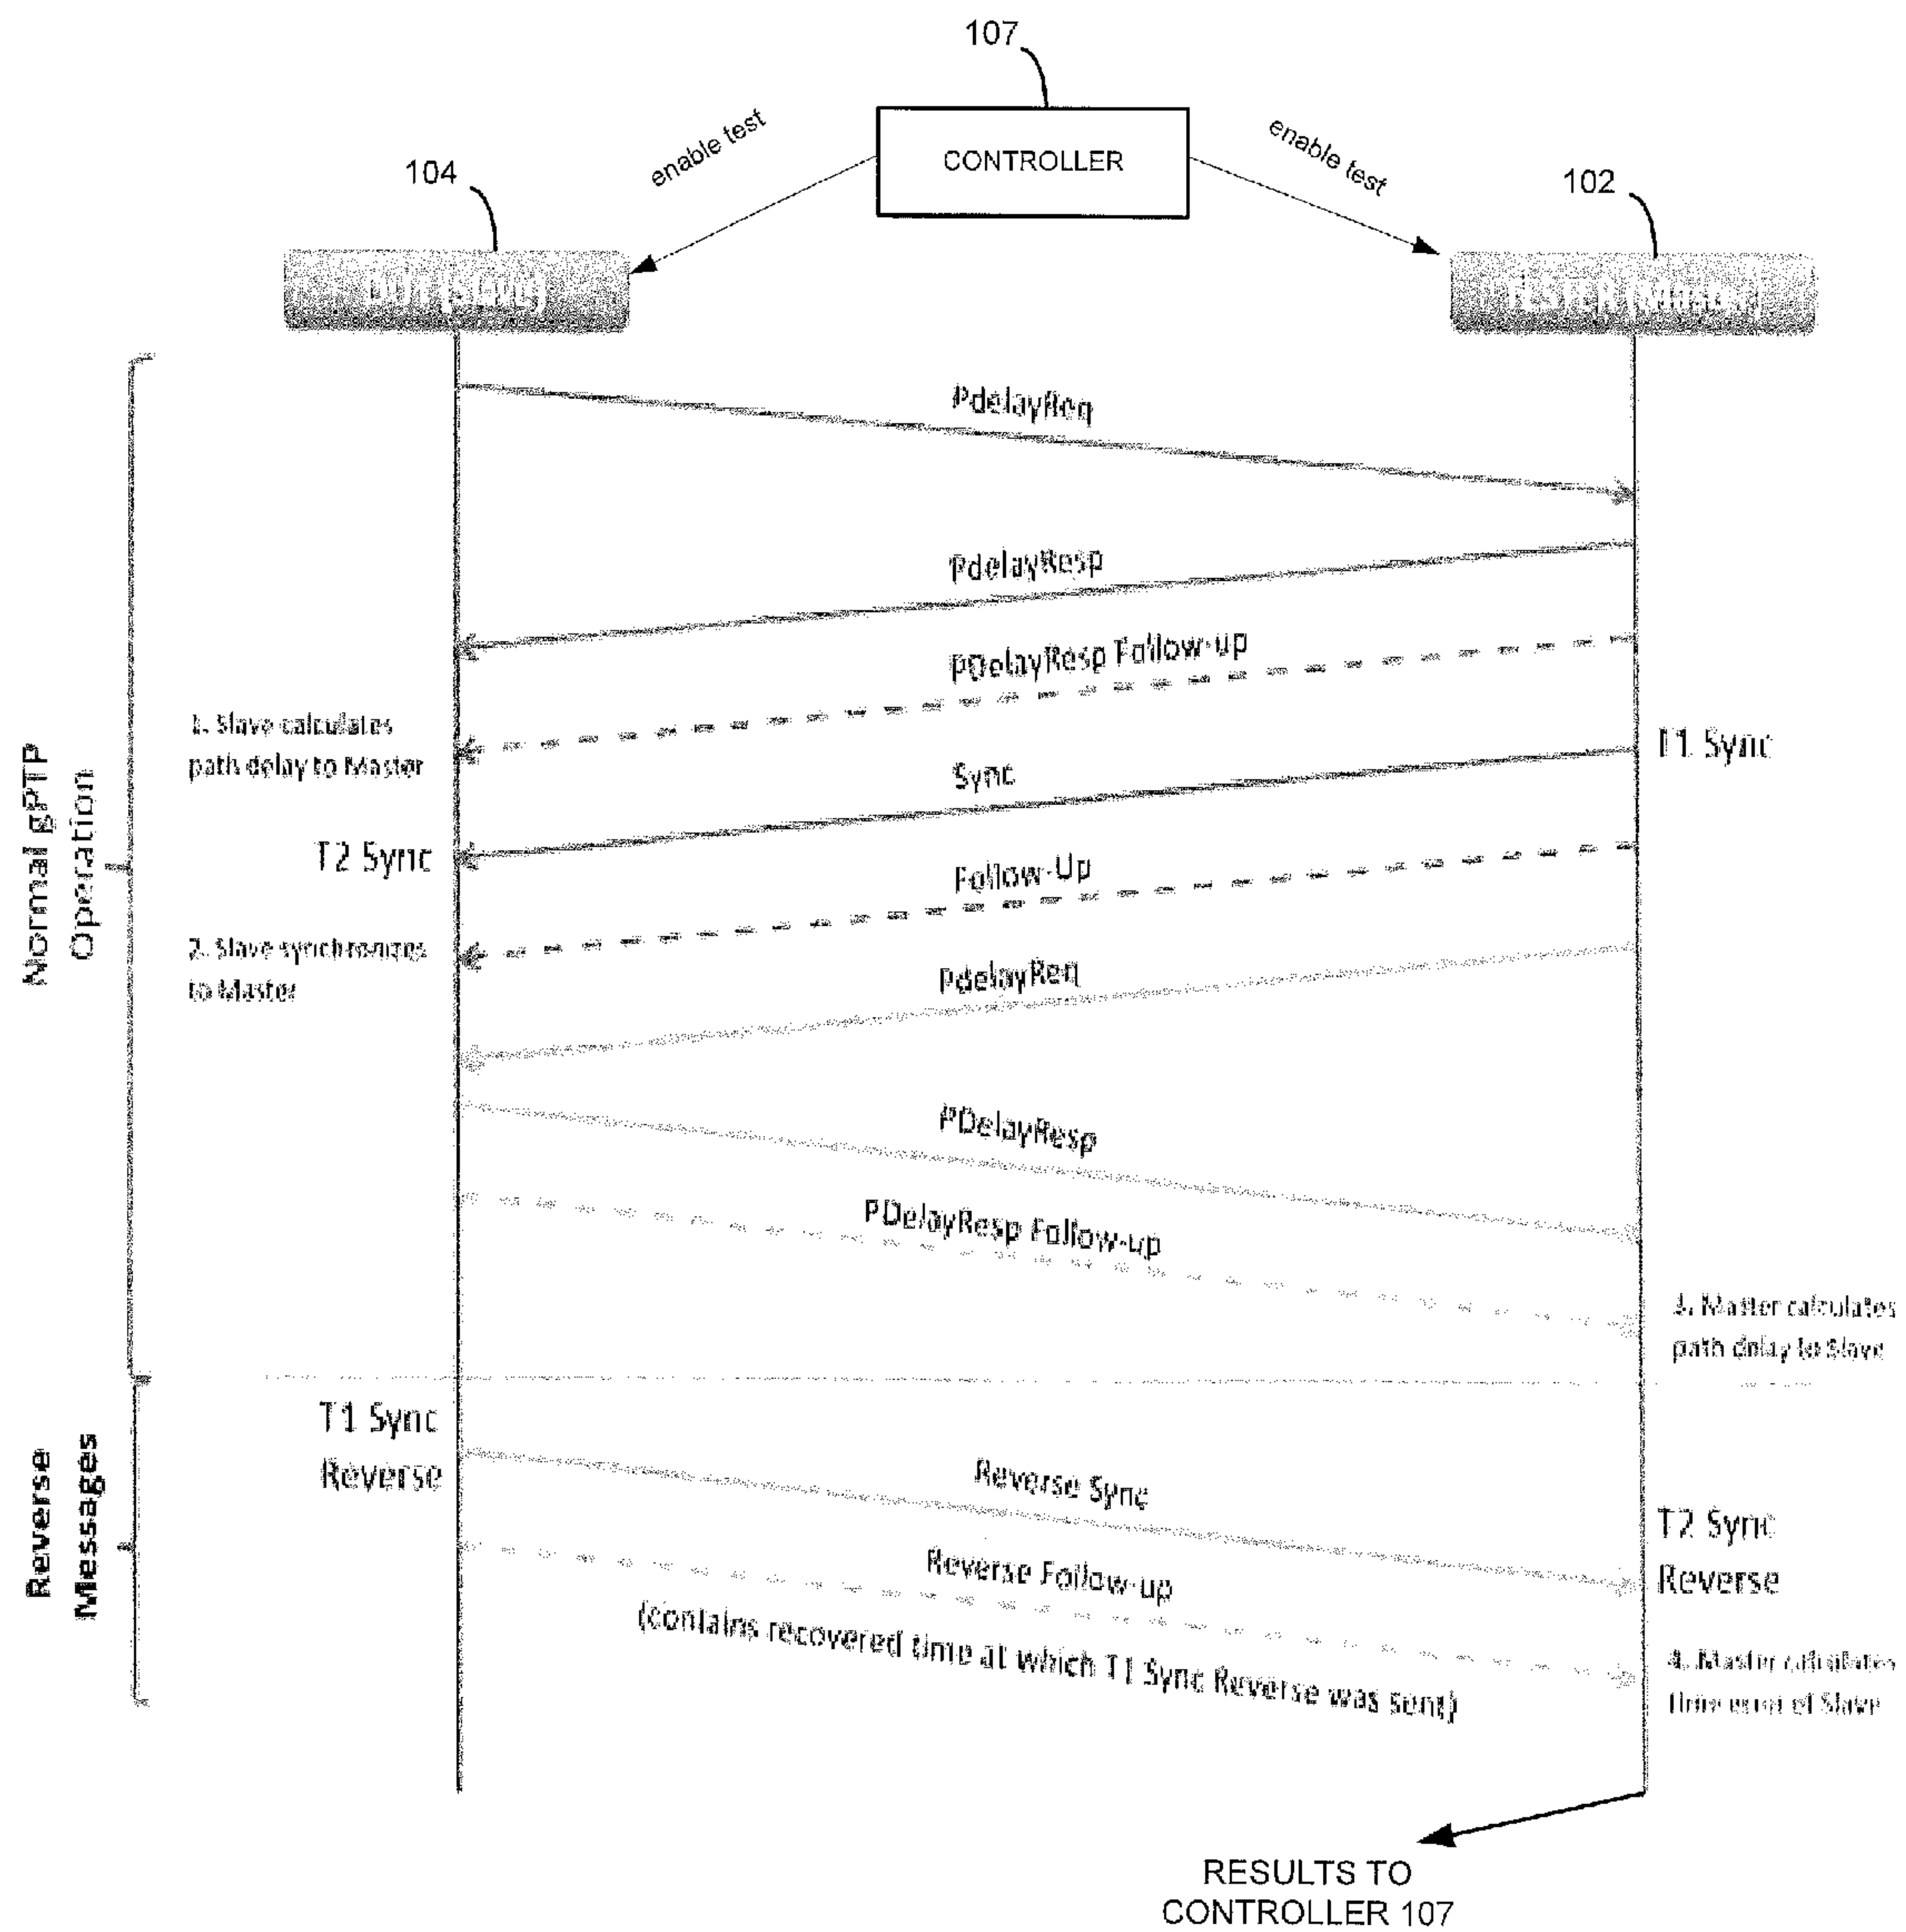 107
CONTROLLER
enable test
enable test
104
102
DUT (Slave)
TESTER (Master)
PdelayReq
PdelayResp
PDelayResp Follow-up
1. Slave calculates
path delay to Master
T1 Sync
Sync
T2 Sync
Follow-Up
Normal gPTP
Operation
2. Slave synchronizes
to Master
PdelayReq
PDelayResp
PDelayResp Follow-up
3. Master calculates
path delay to Slave
T1 Sync
Reverse
Reverse Sync
T2 Sync
Reverse
Reverse
Messages
Reverse Follow-up
(contains recovered time at which T1 Sync Reverse was sent)
4. Master calculates
time error of Slave
RESULTS TO
CONTROLLER 107